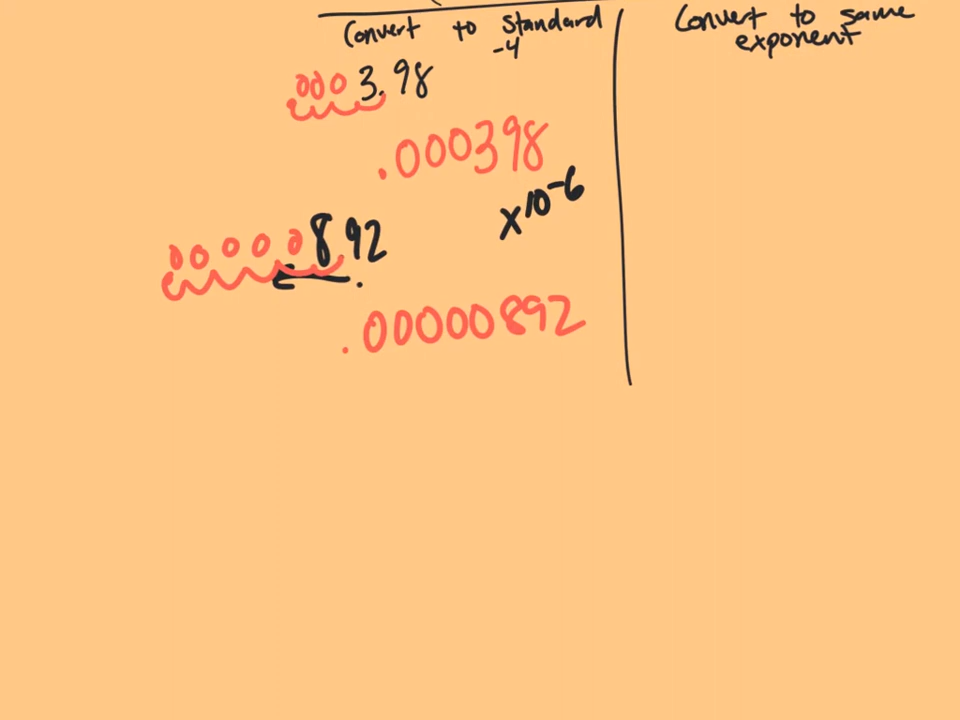 Convert to standard
-4
0003.98
.000398
x10-6
000008.92
.00000892
Convert to same
exponent